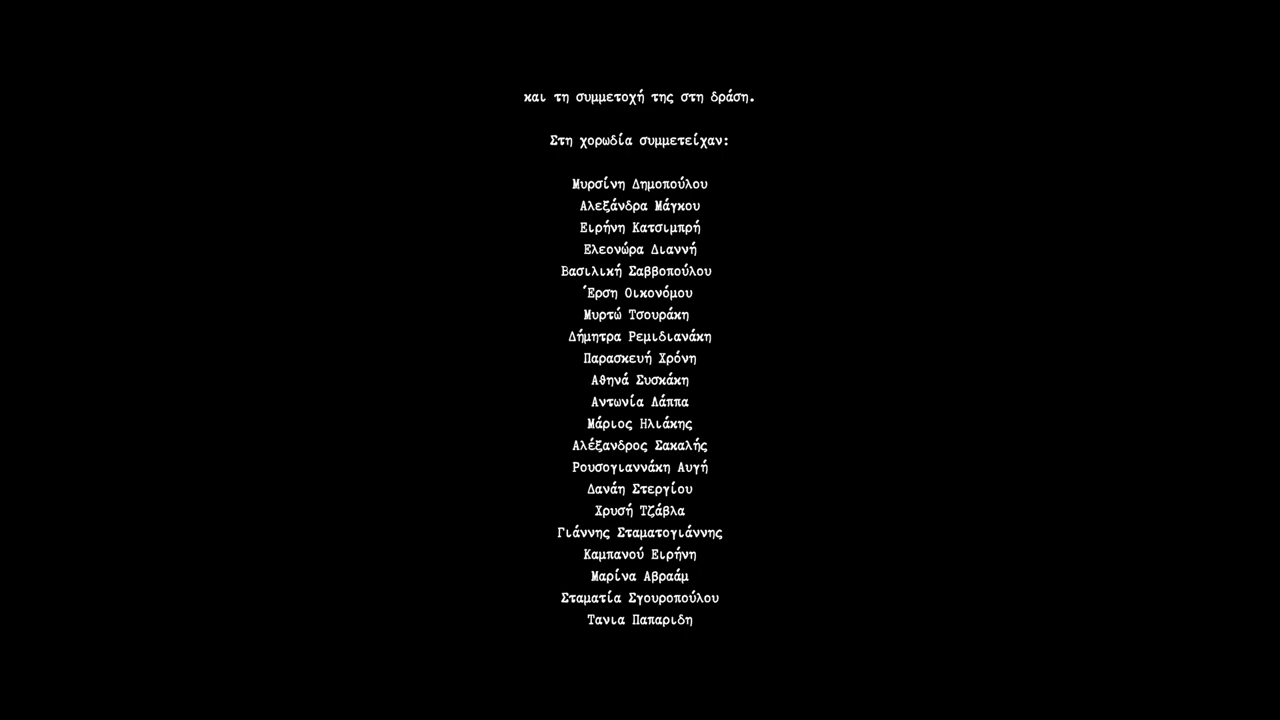 και τη συμμετοχή της στη δράση.
Στη χορωδία συμμετείχαν:
Μυρσίνη Δημοπούλου
Αλεξάνδρα Μάγκου
Ειρήνη Κατσιμπρή
Ελεονώρα Διαννή
Βασιλική Σαββοπούλου
Έρση Οικονόμου
Μυρτώ Τσουράκη
Δήμητρα Ρεμιδιανάκη
Παρασκευή Χρόνη
Αθηνά Συσκάκη
Αντωνία Λάππα
Μάριος Ηλιάκης
Αλέξανδρος Σακαλής
Ρουσογιαννάκη Αυγή
Δανάη Στεργίου
Χρυσή Τζάβλα
Γιάννης Σταματογιάννης
Καμπανού Ειρήνη
Μαρίνα Αβραάμ
Σταματία Σγουροπούλου
Τανια Παπαριδη